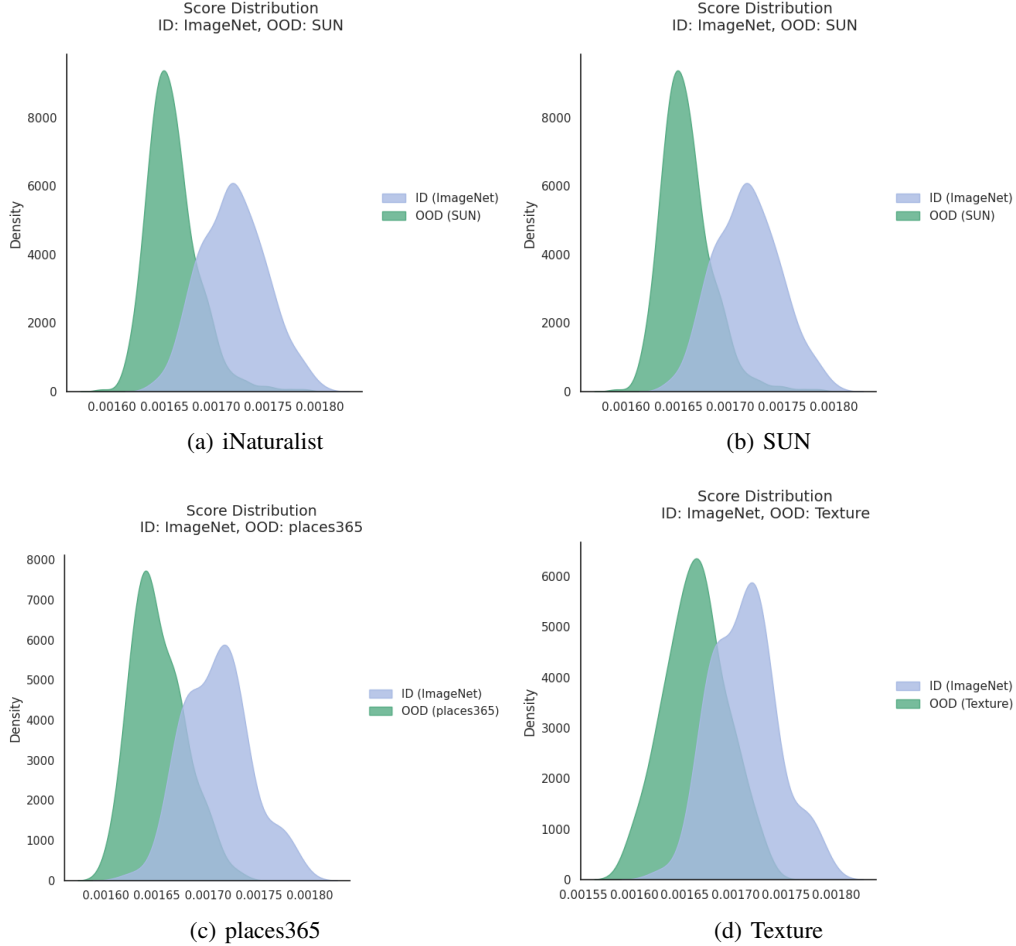 Score Distribution
ID: ImageNet, OOD: SUN
Density
8000
6000
4000
2000
0
0.00160 0.00165 0.00170 0.00175 0.00180
ID (ImageNet)
OOD (SUN)
(a) iNaturalist
Score Distribution
ID: ImageNet, OOD: SUN
Density
8000
6000
4000
2000
0
0.00160 0.00165 0.00170 0.00175 0.00180
ID (ImageNet)
OOD (SUN)
(b) SUN
Score Distribution
ID: ImageNet, OOD: places365
Density
8000
7000
6000
5000
4000
3000
2000
1000
0
0.00160 0.00165 0.00170 0.00175 0.00180
ID (ImageNet)
OOD (places365)
(c) places365
Score Distribution
ID: ImageNet, OOD: Texture
Density
6000
5000
4000
3000
2000
1000
0
0.00155 0.00160 0.00165 0.00170 0.00175 0.00180
ID (ImageNet)
OOD (Texture)
(d) Texture